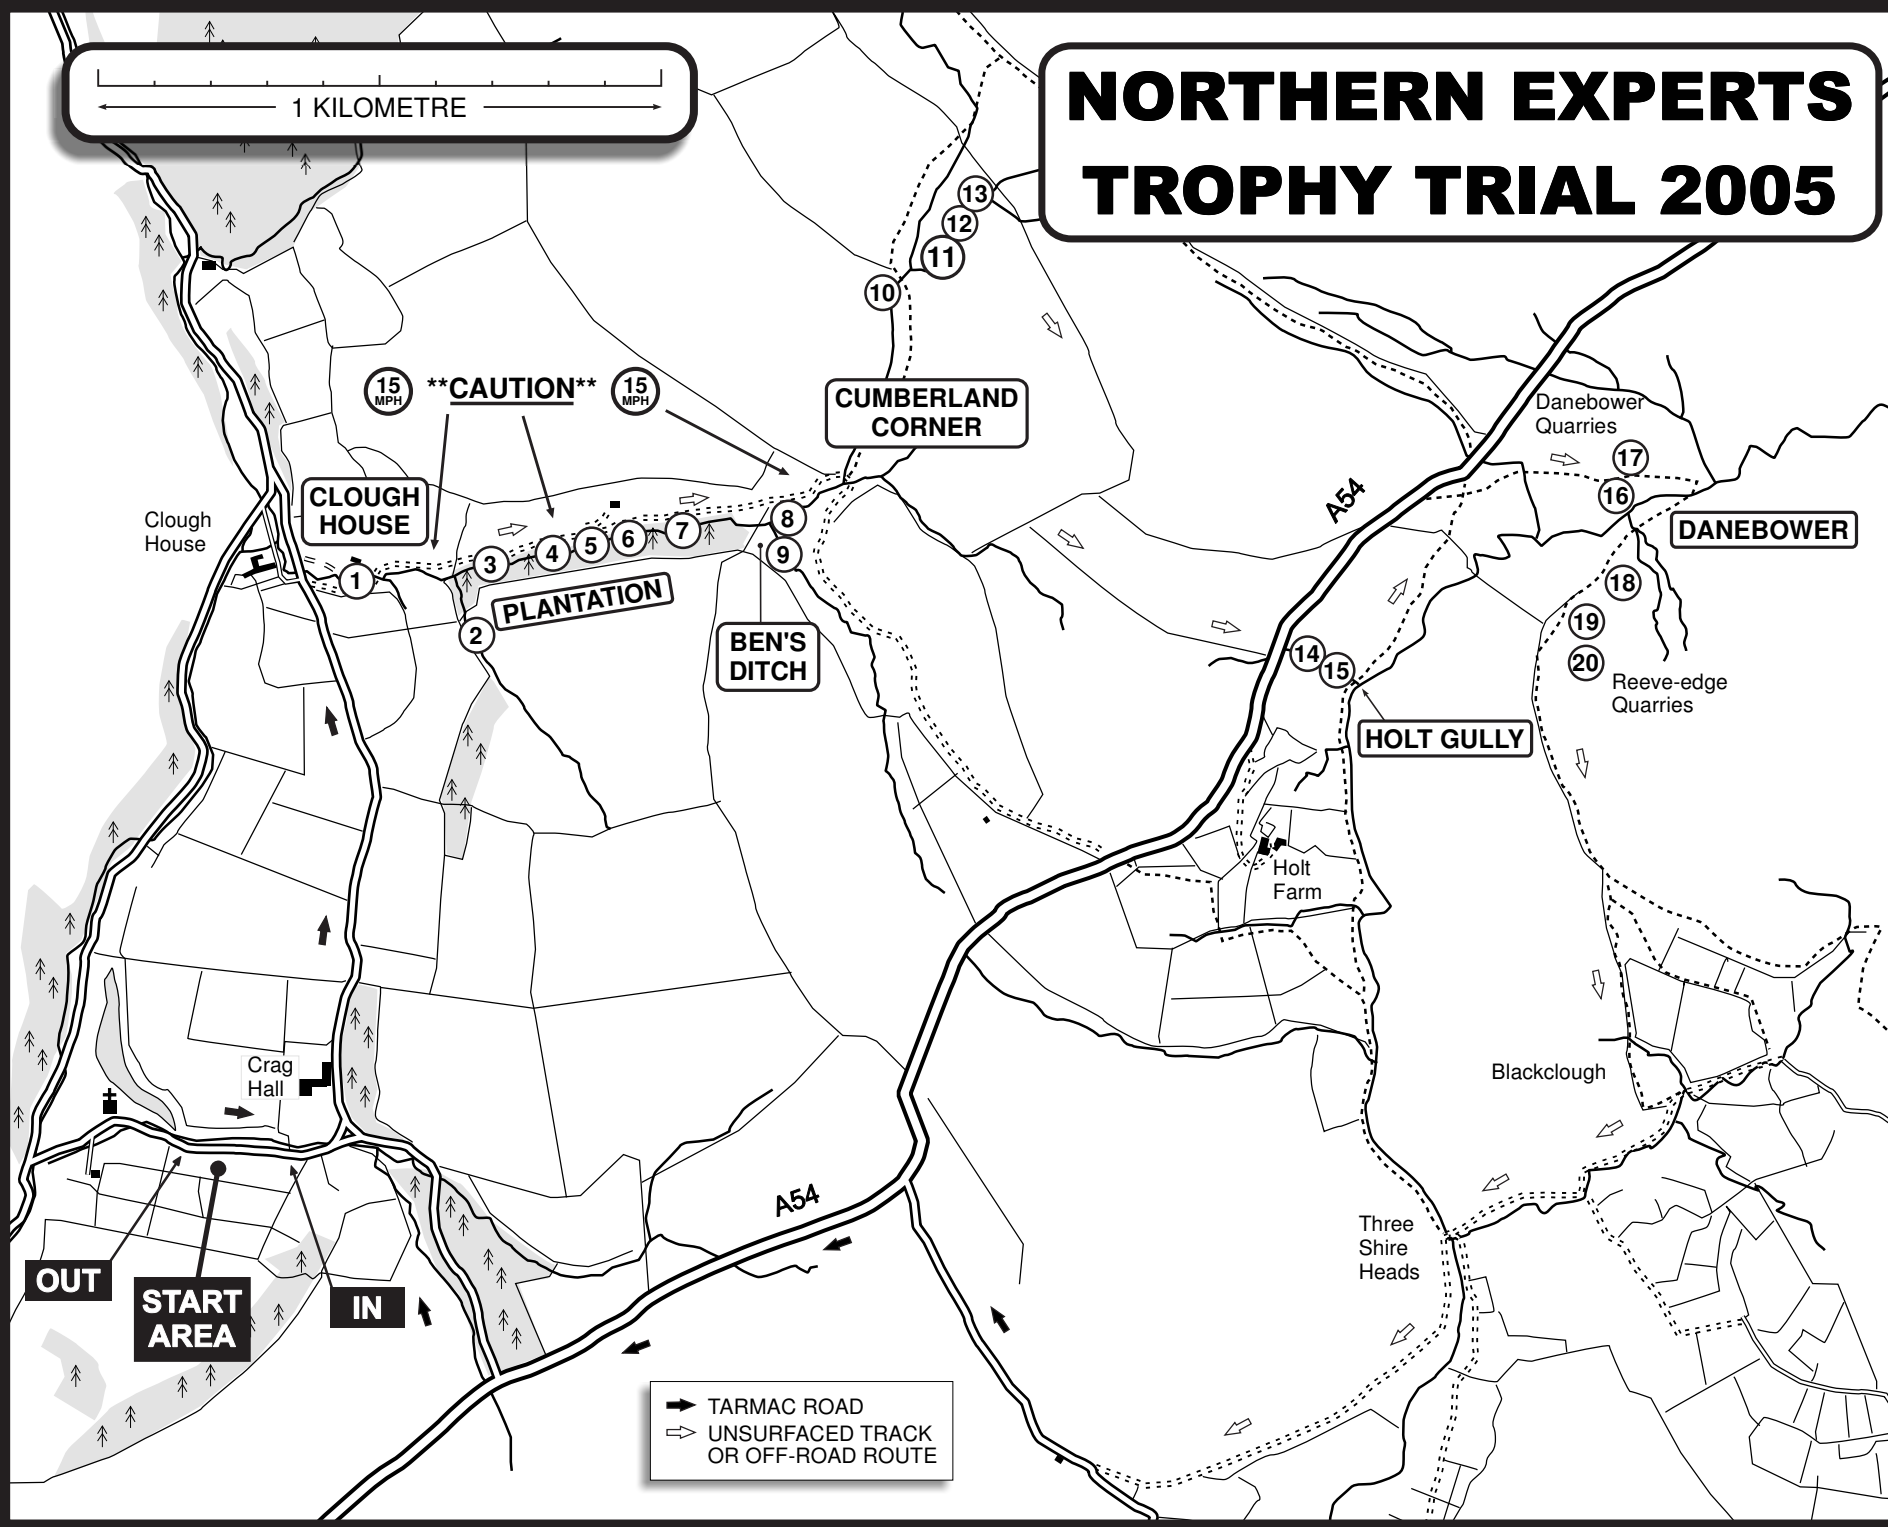 1 KILOMETRE
NORTHERN EXPERTS
TROPHY TRIAL 2005
13
12
11
10
15
MPH
**CAUTION**
15
MPH
CUMBERLAND
CORNER
Danebower
Quarries
17
16
A54
DANEBOWER
CLOUGH
HOUSE
Clough
House
1
2
3
4
5
6
7
8
9
PLANTATION
BEN'S
DITCH
18
19
20
Reeve-edge
Quarries
14
15
HOLT GULLY
Holt
Farm
Crag
Hall
Blackclough
A54
Three
Shire
Heads
OUT
START
AREA
IN
TARMAC ROAD
UNSURFACED TRACK
OR OFF-ROAD ROUTE